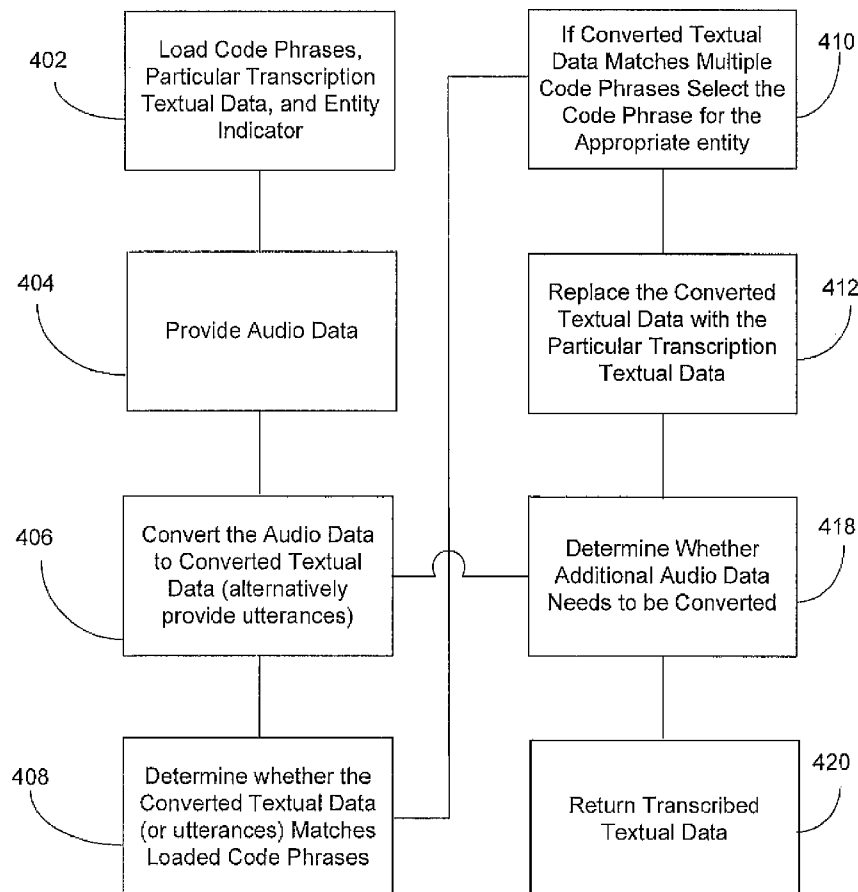 402
Load Code Phrases,
Particular Transcription
Textual Data, and Entity
Indicator
404
Provide Audio Data
406
Convert the Audio Data
to Converted Textual
Data (alternatively
provide utterances)
408
Determine whether the
Converted Textual Data
(or utterances) Matches
Loaded Code Phrases
If Converted Textual
Data Matches Multiple
Code Phrases Select the
Code Phrase for the
Appropriate entity
410
Replace the Converted
Textual Data with the
Particular Transcription
Textual Data
412
Determine Whether
Additional Audio Data
Needs to be Converted
418
Return Transcribed
Textual Data
420